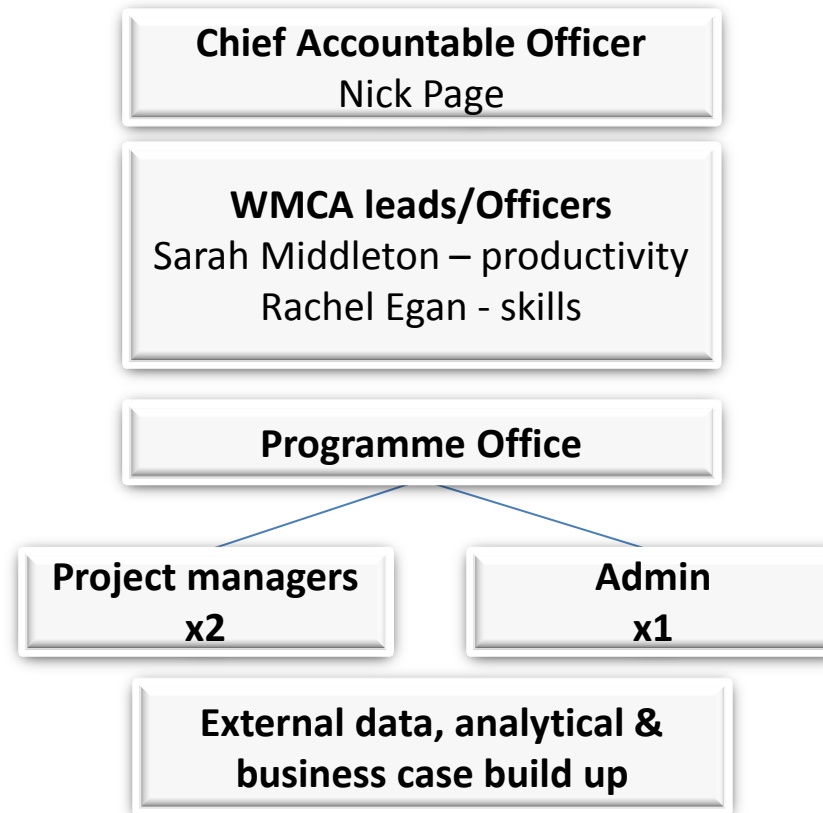 Chief Accountable Officer
Nick Page
WMCA leads/Officers
Sarah Middleton – productivity
Rachel Egan - skills
Programme Office
Project managers
x2
Admin
x1
External data, analytical &
business case build up